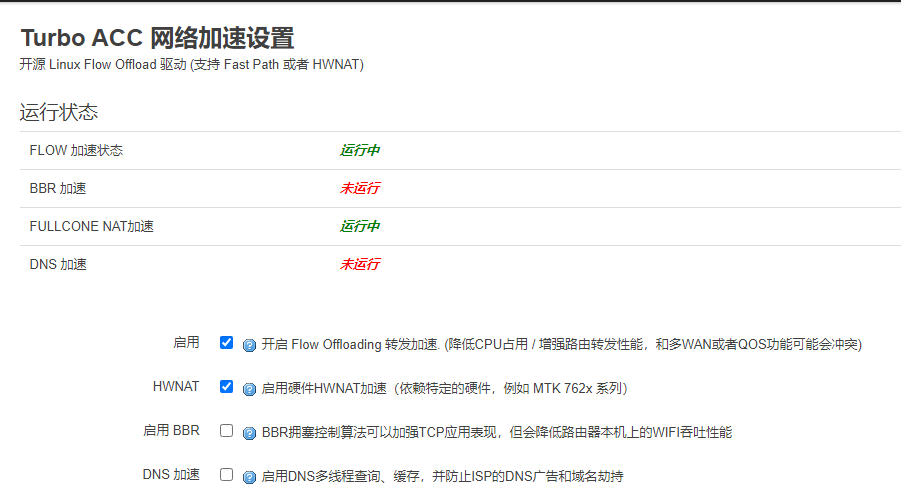 Turbo ACC 网络加速设置
开源 Linux Flow Offload 驱动 (支持 Fast Path 或者 HWNAT)
运行状态
FLOW 加速状态 运行中
BBR 加速 未运行
FULLCONE NAT加速 运行中
DNS 加速 未运行
启用 开启 Flow Offloading 转发加速. (降低CPU占用 / 增强路由转发性能，和多WAN或者QOS功能可能会冲突)
HWNAT 启用硬件HWNAT加速（依赖特定的硬件，例如 MTK 762x 系列）
启用 BBR BBR拥塞控制算法可以加强TCP应用表现，但会降低路由器本机上的WIFI吞吐性能
DNS 加速 启用DNS多线程查询、缓存，并防止ISP的DNS广告和域名劫持